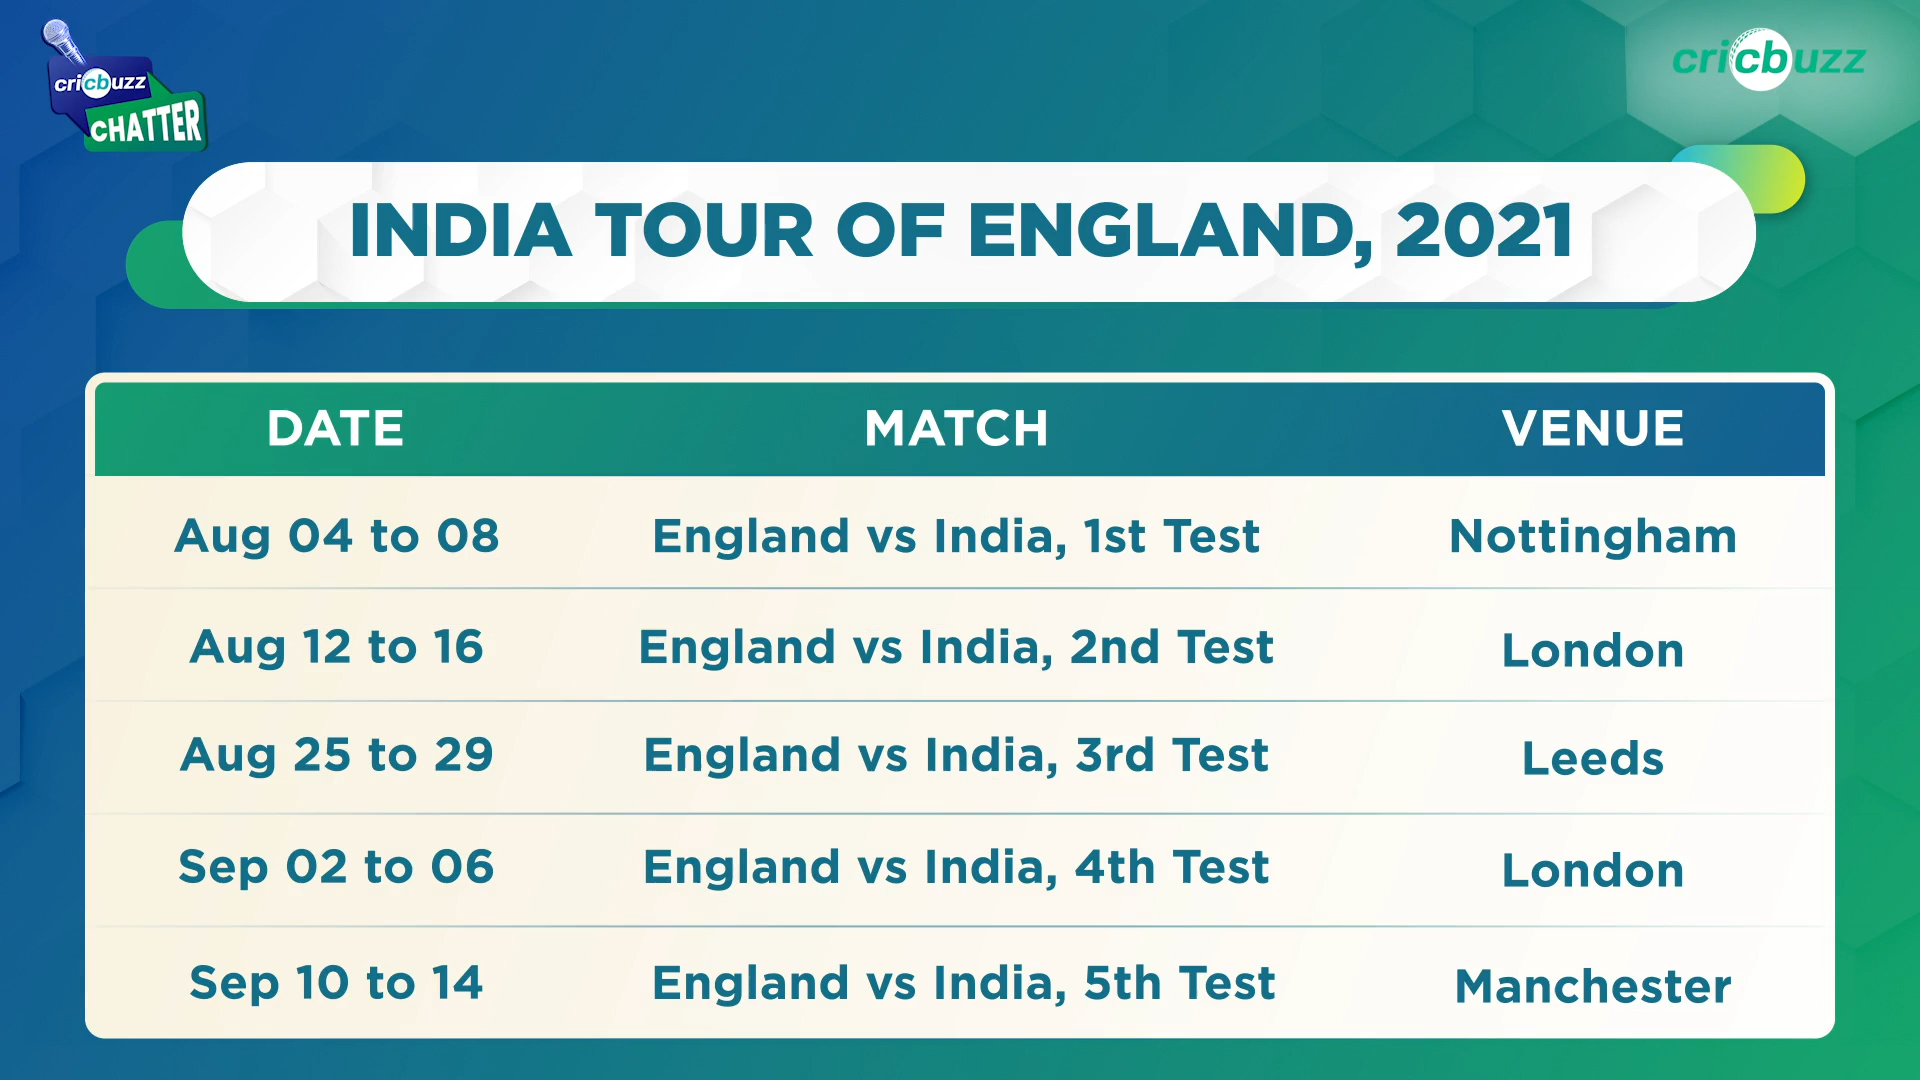 cricbuzz
CHATTER
cricbuzz
INDIA TOUR OF ENGLAND, 2021
DATE MATCH VENUE
Aug 04 to 08 England vs India, 1st Test Nottingham
Aug 12 to 16 England vs India, 2nd Test London
Aug 25 to 29 England vs India, 3rd Test Leeds
Sep 02 to 06 England vs India, 4th Test London
Sep 10 to 14 England vs India, 5th Test Manchester